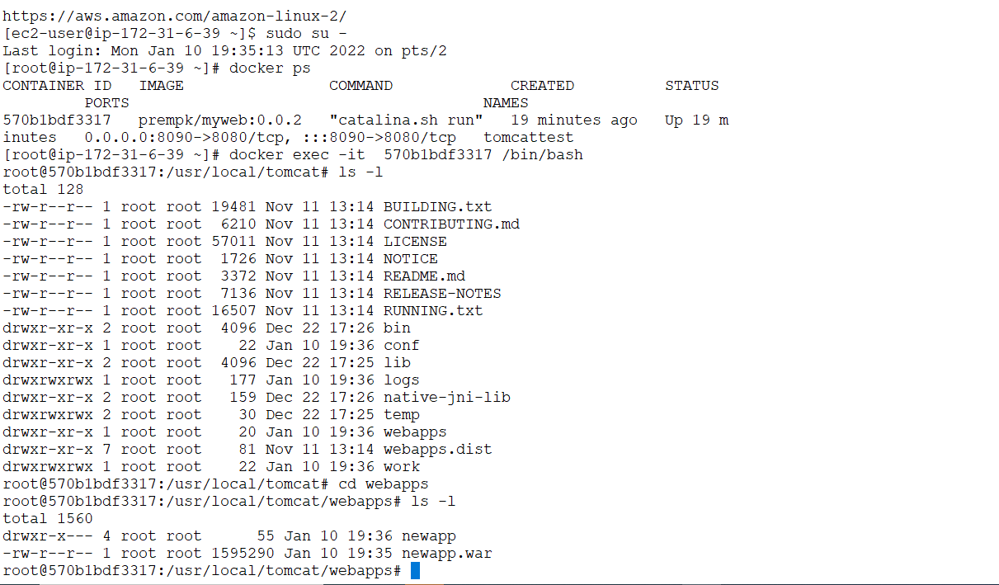 https://aws.amazon.com/amazon-linux-2/
[ec2-user@ip-172-31-6-39 ~]$ sudo su -
Last login: Mon Jan 10 19:35:13 UTC 2022 on pts/2
[root@ip-172-31-6-39 ~]# docker ps
CONTAINER ID   IMAGE                COMMAND             CREATED          STATUS
         PORTS                                       NAMES
570b1bdf3317   prempk/myweb:0.0.2   "catalina.sh run"   19 minutes ago   Up 19 m
inutes   0.0.0.0:8090->8080/tcp, :::8090->8080/tcp   tomcattest
[root@ip-172-31-6-39 ~]# docker exec -it  570b1bdf3317 /bin/bash
root@570b1bdf3317:/usr/local/tomcat# ls -l
total 128
-rw-r--r-- 1 root root 19481 Nov 11 13:14 BUILDING.txt
-rw-r--r-- 1 root root  6210 Nov 11 13:14 CONTRIBUTING.md
-rw-r--r-- 1 root root 57011 Nov 11 13:14 LICENSE
-rw-r--r-- 1 root root  1726 Nov 11 13:14 NOTICE
-rw-r--r-- 1 root root  3372 Nov 11 13:14 README.md
-rw-r--r-- 1 root root  7136 Nov 11 13:14 RELEASE-NOTES
-rw-r--r-- 1 root root 16507 Nov 11 13:14 RUNNING.txt
drwxr-xr-x 2 root root  4096 Dec 22 17:26 bin
drwxr-xr-x 1 root root    22 Jan 10 19:36 conf
drwxr-xr-x 2 root root  4096 Dec 22 17:25 lib
drwxrwxrwx 1 root root   177 Jan 10 19:36 logs
drwxr-xr-x 2 root root   159 Dec 22 17:26 native-jni-lib
drwxrwxrwx 2 root root    30 Dec 22 17:25 temp
drwxr-xr-x 1 root root    20 Jan 10 19:36 webapps
drwxr-xr-x 7 root root    81 Nov 11 13:14 webapps.dist
drwxrwxrwx 1 root root    22 Jan 10 19:36 work
root@570b1bdf3317:/usr/local/tomcat# cd webapps
root@570b1bdf3317:/usr/local/tomcat/webapps# ls -l
total 1560
drwxr-x--- 4 root root      55 Jan 10 19:36 newapp
-rw-r--r-- 1 root root 1595290 Jan 10 19:35 newapp.war
root@570b1bdf3317:/usr/local/tomcat/webapps#